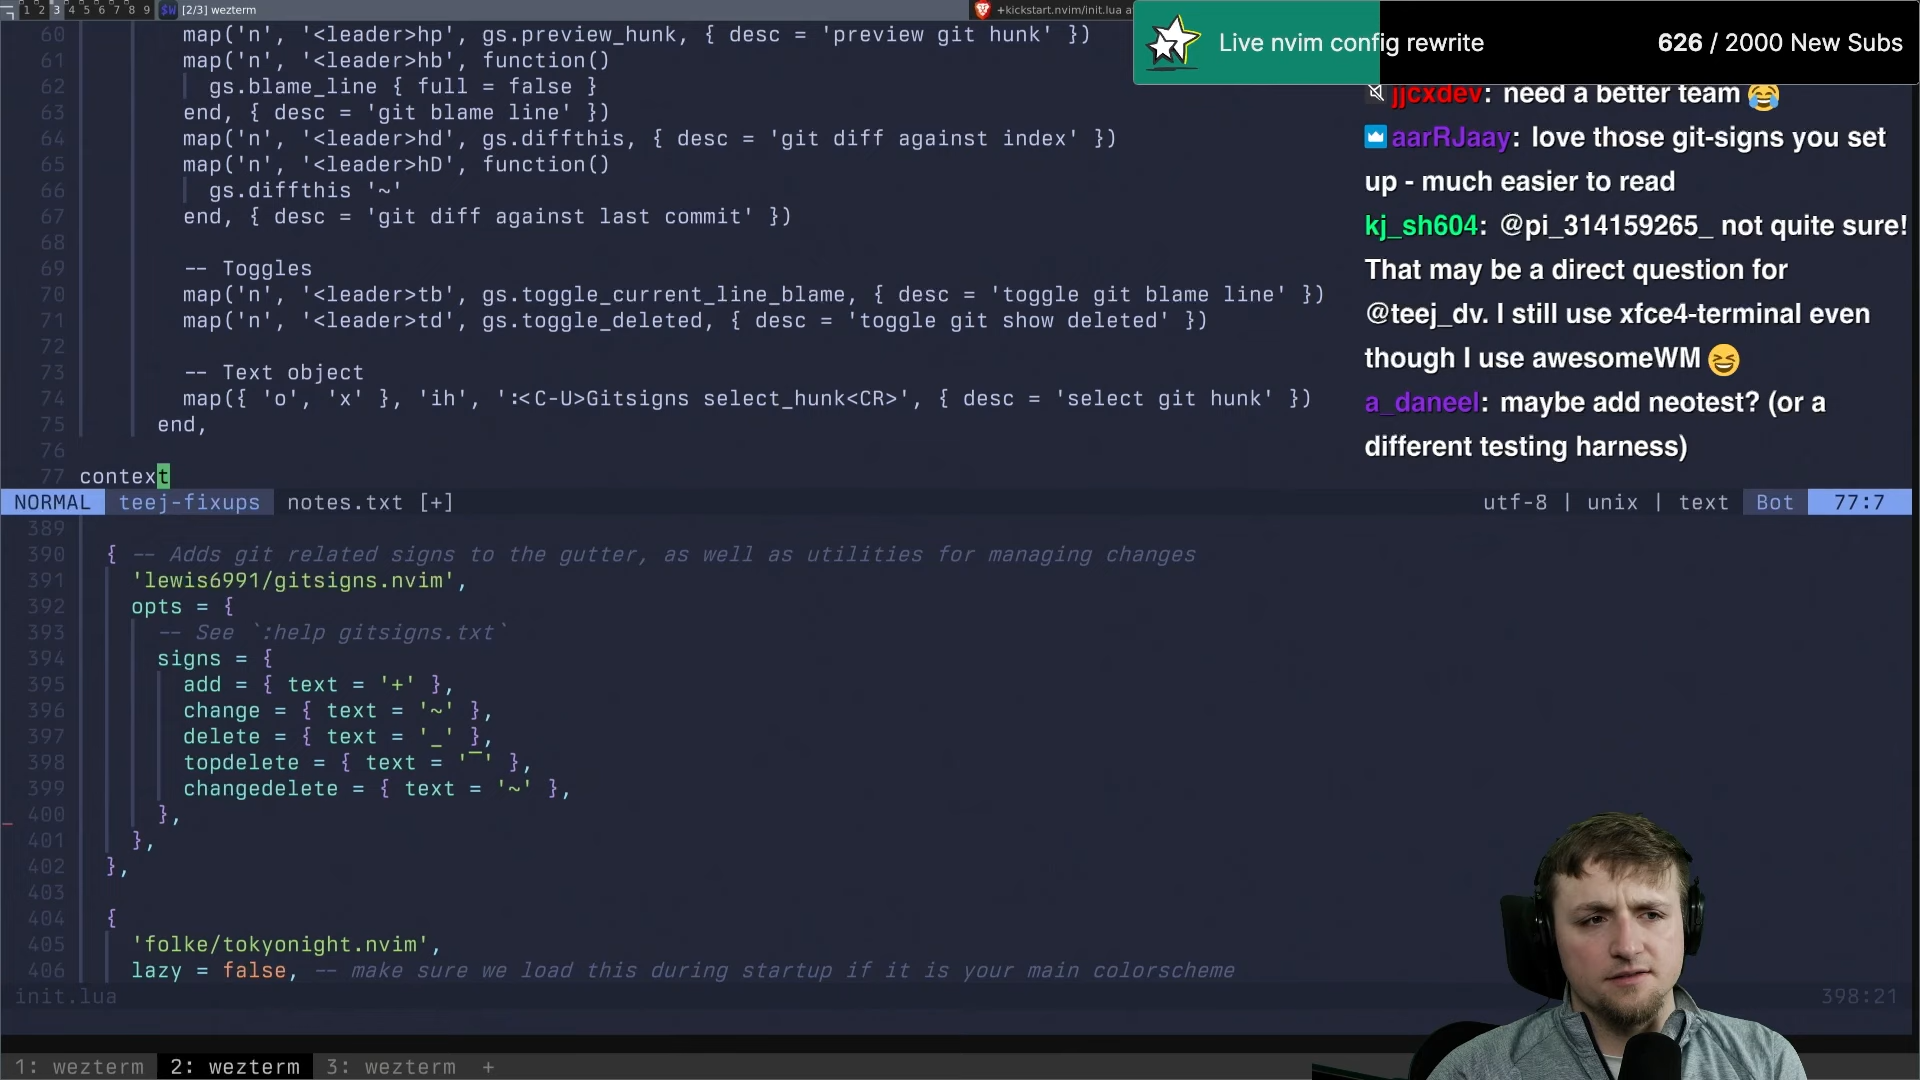 1 2 3 4 5 6 7 8 9 $W [2/3] wezterm
+kickstart.nvim/init.lua a
Live nvim config rewrite
626 / 2000 New Subs
60 map('n', '<leader>hp', gs.preview_hunk, { desc = 'preview git hunk' })
61 map('n', '<leader>hb', function()
62 gs.blame_line { full = false }
63 end, { desc = 'git blame line' })
64 map('n', '<leader>hd', gs.diffthis, { desc = 'git diff against index' })
65 map('n', '<leader>hD', function()
66 gs.diffthis '~'
67 end, { desc = 'git diff against last commit' })
68
69 -- Toggles
70 map('n', '<leader>tb', gs.toggle_current_line_blame, { desc = 'toggle git blame line' })
71 map('n', '<leader>td', gs.toggle_deleted, { desc = 'toggle git show deleted' })
72
73 -- Text object
74 map({ 'o', 'x' }, 'ih', ':<C-U>Gitsigns select_hunk<CR>', { desc = 'select git hunk' })
75 end,
76
77 context
NORMAL teej-fixups notes.txt [+] utf-8 | unix | text Bot 77:7
jjcxdev: need a better team 😂
aarRJaay: love those git-signs you set
up - much easier to read
kj_sh604: @pi_314159265_ not quite sure!
That may be a direct question for
@teej_dv. I still use xfce4-terminal even
though I use awesomeWM 😆
a_daneel: maybe add neotest? (or a
different testing harness)
389
390 { -- Adds git related signs to the gutter, as well as utilities for managing changes
391 'lewis6991/gitsigns.nvim',
392 opts = {
393 -- See `:help gitsigns.txt`
394 signs = {
395 add = { text = '+' },
396 change = { text = '~' },
397 delete = { text = '_' },
398 topdelete = { text = '‾' },
399 changedelete = { text = '~' },
400 },
401 },
402 },
403
404 {
405 'folke/tokyonight.nvim',
406 lazy = false, -- make sure we load this during startup if it is your main colorscheme
init.lua 398:21
1: wezterm 2: wezterm 3: wezterm +